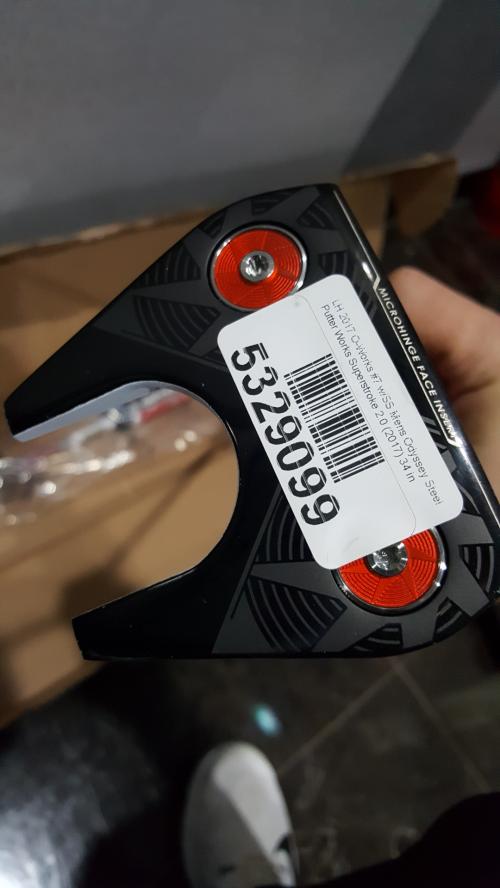 MICROHINGE FACE INSERT
LH 2017 O-Works #7 w/SS Mens Odyssey Steel
Putter Works Superstroke 2.0 (2017) 34 in
5329099